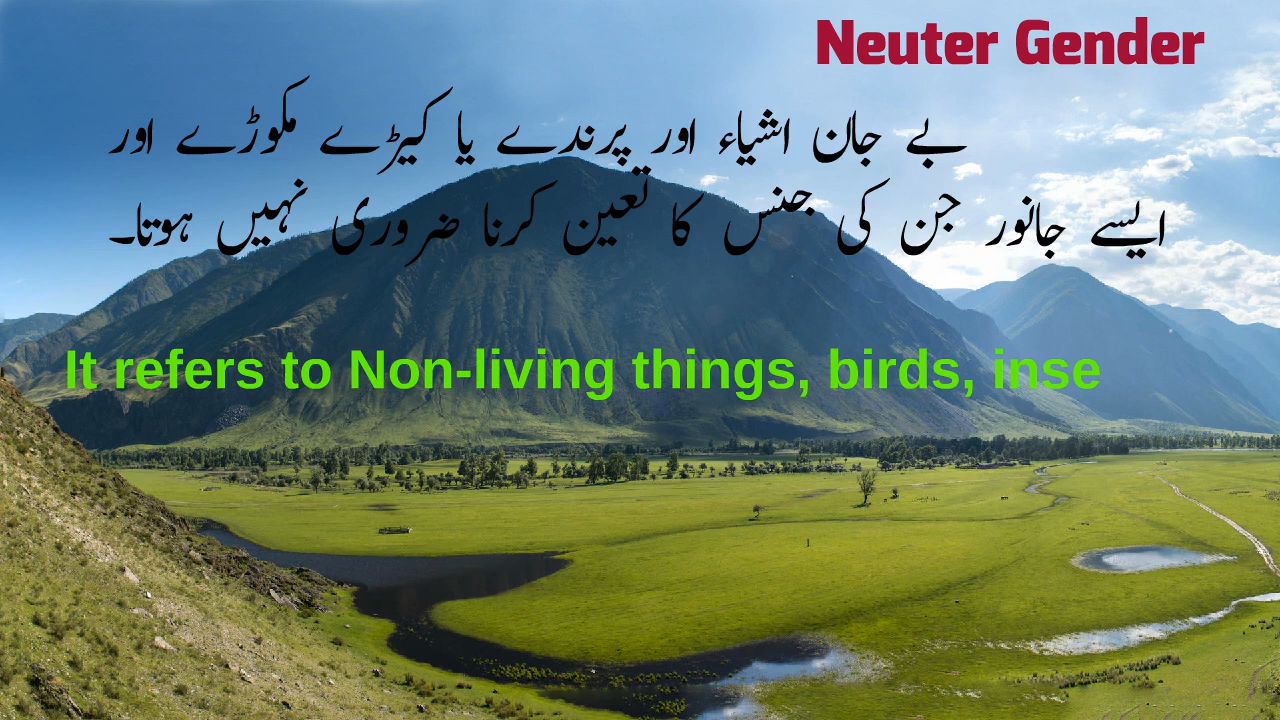 Neuter Gender
بے جان اشیاء اور پرندے یا کیڑے مکوڑے اور
ایسے جانور جن کی جنس کا تعین کرنا ضروری نہیں ہوتا۔
It refers to Non-living things, birds, inse